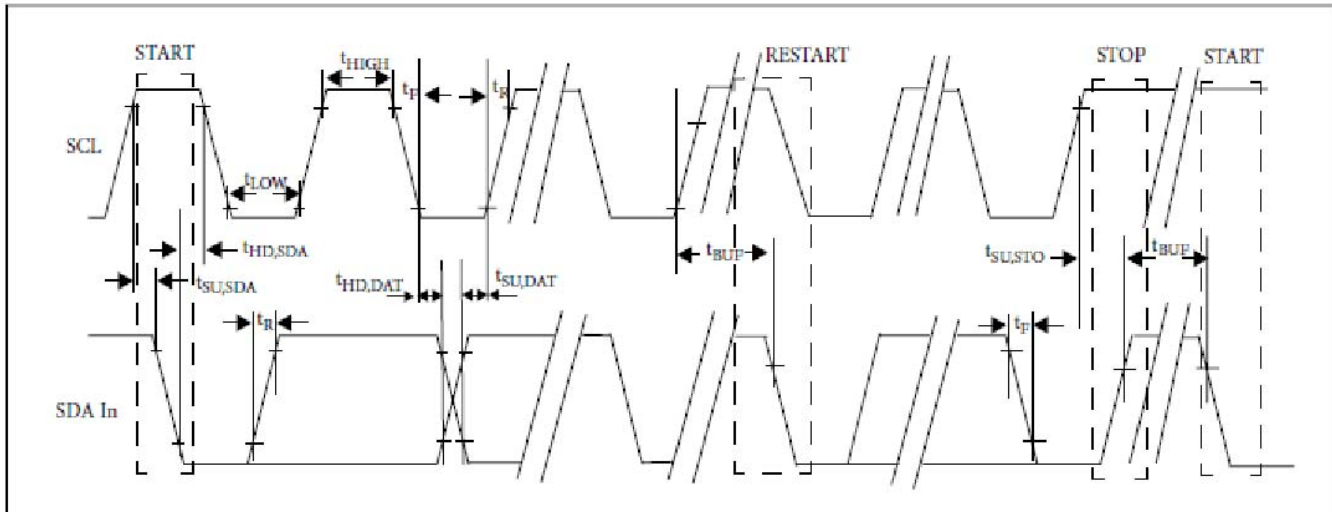 START RESTART STOP START
tHIGH
tF tR
SCL
tLOW
tHD,SDA tBUF tSU,STO tBUF
tSU,SDA tHD,DAT tSU,DAT
tR tF
SDA In